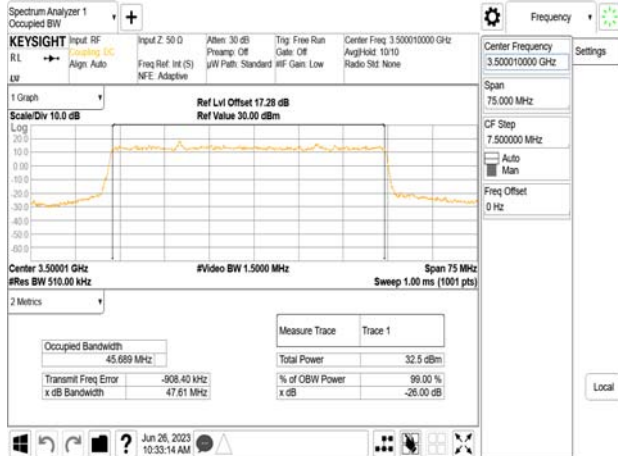 Spectrum Analyzer 1
Occupied BW
+
Frequency
KEYSIGHT
RL
LXI
Input: RF
Coupling: DC
Align: Auto
Input Z: 50 Ω
Freq Ref: Int (S)
NFE: Adaptive
Atten: 30 dB
Preamp: Off
µW Path: Standard
Trig: Free Run
Gate: Off
#IF Gain: Low
Center Freq: 3.500010000 GHz
Avg|Hold: 10/10
Radio Std: None
Center Frequency
3.500010000 GHz
Settings
Span
75.000 MHz
CF Step
7.500000 MHz
Auto
Man
Freq Offset
0 Hz
Local
1 Graph
Scale/Div 10.0 dB
Ref Lvl Offset 17.28 dB
Ref Value 30.00 dBm
Log
20.0
10.0
0.00
-10.0
-20.0
-30.0
-40.0
-50.0
-60.0
Center 3.50001 GHz
#Video BW 1.5000 MHz
Span 75 MHz
#Res BW 510.00 kHz
Sweep 1.00 ms (1001 pts)
2 Metrics
Measure Trace Trace 1
Occupied Bandwidth
45.689 MHz
Total Power 32.5 dBm
Transmit Freq Error -908.40 kHz
% of OBW Power 99.00 %
x dB Bandwidth 47.61 MHz
x dB -26.00 dB
?
Jun 26, 2023
10:33:14 AM